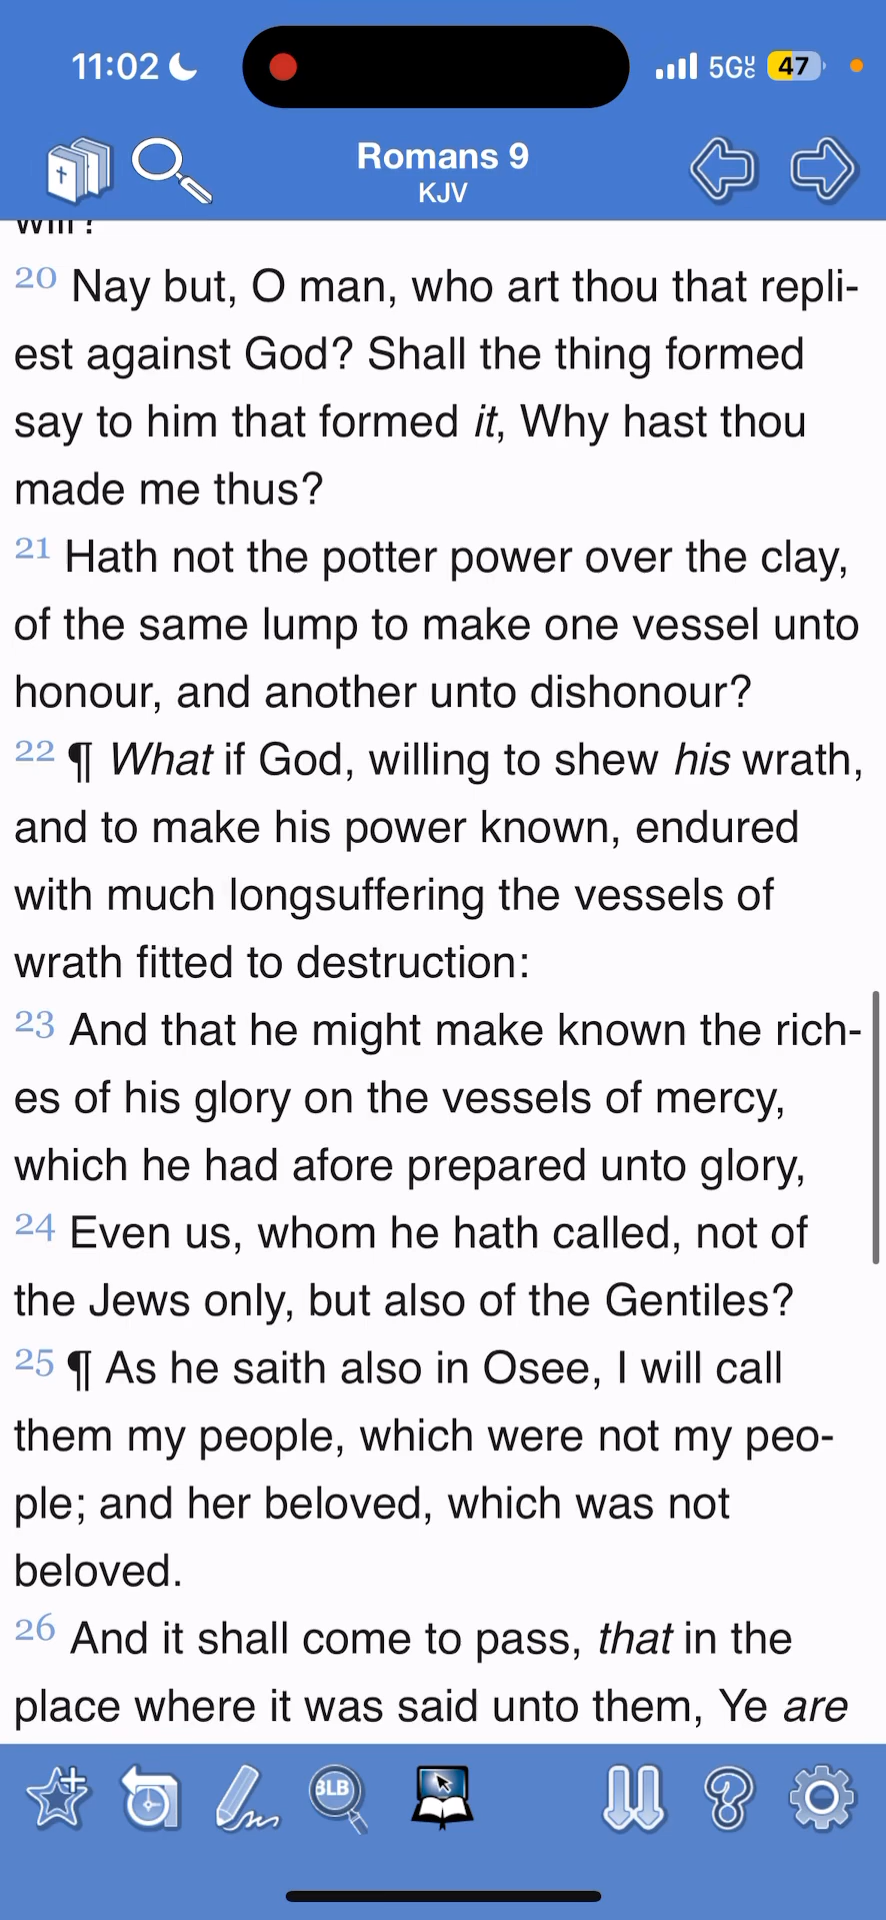 11:02
5G UC 47
Romans 9
KJV
will?
20 Nay but, O man, who art thou that repli-
est against God? Shall the thing formed
say to him that formed it, Why hast thou
made me thus?
21 Hath not the potter power over the clay,
of the same lump to make one vessel unto
honour, and another unto dishonour?
22 ¶ What if God, willing to shew his wrath,
and to make his power known, endured
with much longsuffering the vessels of
wrath fitted to destruction:
23 And that he might make known the rich-
es of his glory on the vessels of mercy,
which he had afore prepared unto glory,
24 Even us, whom he hath called, not of
the Jews only, but also of the Gentiles?
25 ¶ As he saith also in Osee, I will call
them my people, which were not my peo-
ple; and her beloved, which was not
beloved.
26 And it shall come to pass, that in the
place where it was said unto them, Ye are
BLB